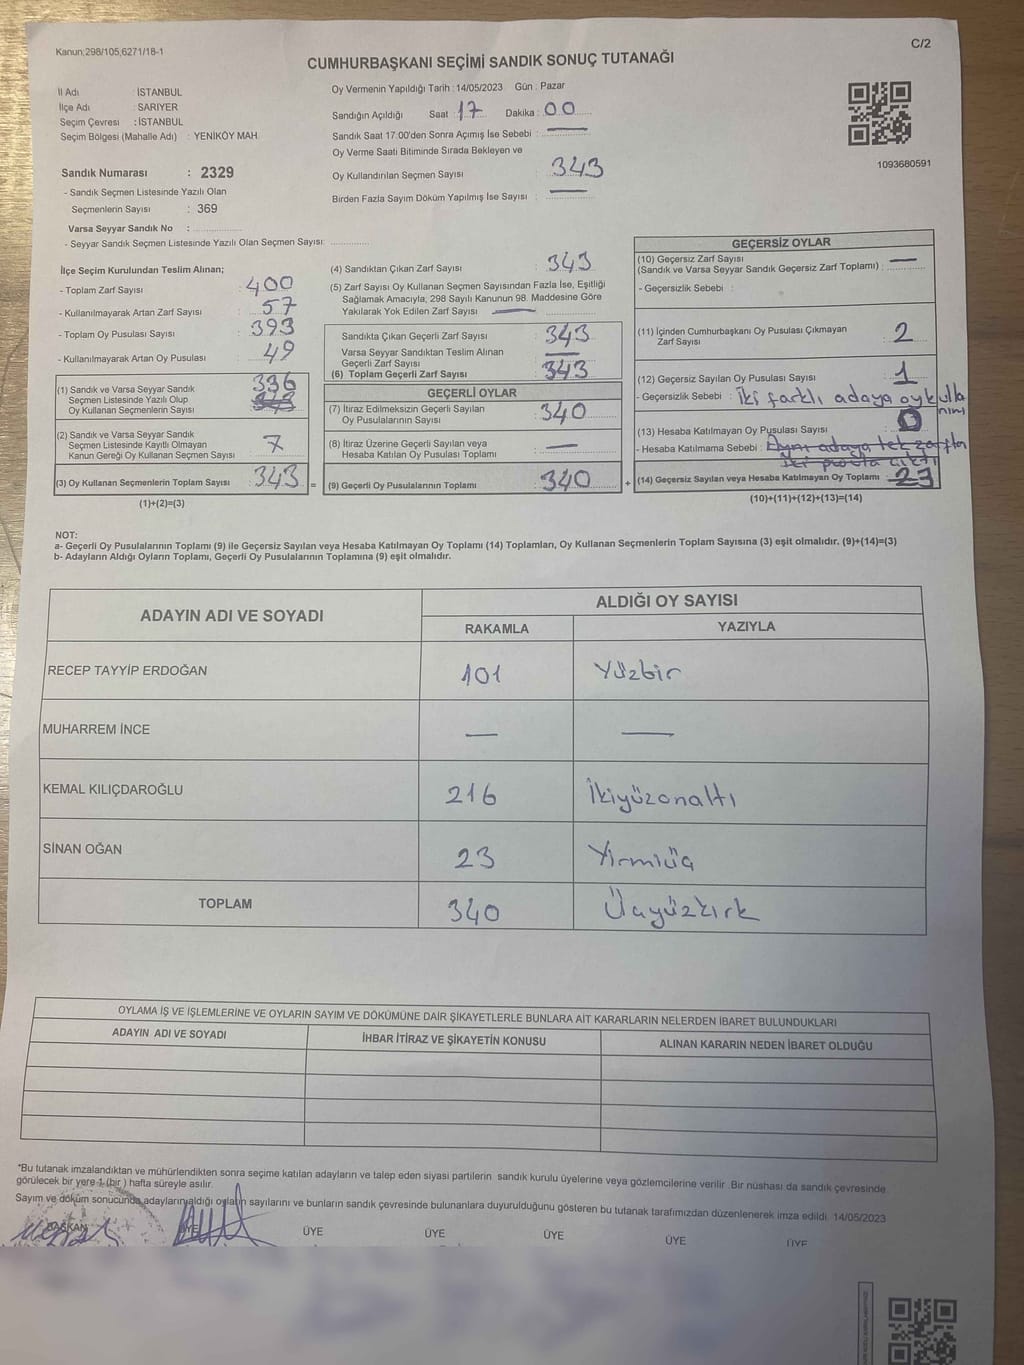 Kanun;298/105,6271/18-1
C/2
CUMHURBAŞKANI SEÇİMİ SANDIK SONUÇ TUTANAĞI
İl Adı : İSTANBUL
İlçe Adı : SARIYER
Seçim Çevresi : İSTANBUL
Seçim Bölgesi (Mahalle Adı) : YENİKÖY MAH.
Oy Vermenin Yapıldığı Tarih : 14/05/2023 Gün : Pazar
Sandığın Açıldığı Saat : 17 Dakika : 00
Sandık Saat 17:00'den Sonra Açımış İse Sebebi : —
Oy Verme Saati Bitiminde Sırada Bekleyen ve
Oy Kullandırılan Seçmen Sayısı : 343
Birden Fazla Sayım Döküm Yapılmış İse Sayısı : —
1093680591
Sandık Numarası : 2329
- Sandık Seçmen Listesinde Yazılı Olan
Seçmenlerin Sayısı : 369
Varsa Seyyar Sandık No :
- Seyyar Sandık Seçmen Listesinde Yazılı Olan Seçmen Sayısı:
İlçe Seçim Kurulundan Teslim Alınan;
- Toplam Zarf Sayısı : 400
- Kullanılmayarak Artan Zarf Sayısı : 57
- Toplam Oy Pusulası Sayısı : 393
- Kullanılmayarak Artan Oy Pusulası : 49
(1) Sandık ve Varsa Seyyar Sandık 336
Seçmen Listesinde Yazılı Olup 343
Oy Kullanan Seçmenlerin Sayısı
(2) Sandık ve Varsa Seyyar Sandık
Seçmen Listesinde Kayıtlı Olmayan
Kanun Gereği Oy Kullanan Seçmen Sayısı 7
(3) Oy Kullanan Seçmenlerin Toplam Sayısı 343 =
(1)+(2)=(3)
(4) Sandıktan Çıkan Zarf Sayısı : 343
(5) Zarf Sayısı Oy Kullanan Seçmen Sayısından Fazla İse, Eşitliği
Sağlamak Amacıyla, 298 Sayılı Kanunun 98. Maddesine Göre
Yakılarak Yok Edilen Zarf Sayısı : —
Sandıkta Çıkan Geçerli Zarf Sayısı : 343
Varsa Seyyar Sandıktan Teslim Alınan
Geçerli Zarf Sayısı —
(6) Toplam Geçerli Zarf Sayısı : 343
GEÇERLİ OYLAR
(7) İtiraz Edilmeksizin Geçerli Sayılan
Oy Pusulalarının Sayısı : 340
(8) İtiraz Üzerine Geçerli Sayılan veya
Hesaba Katılan Oy Pusulası Toplamı : —
(9) Geçerli Oy Pusulalarının Toplamı : 340 +
GEÇERSİZ OYLAR
(10) Geçersiz Zarf Sayısı
(Sandık ve Varsa Seyyar Sandık Geçersiz Zarf Toplamı) : —
- Geçersizlik Sebebi :
(11) İçinden Cumhurbaşkanı Oy Pusulası Çıkmayan
Zarf Sayısı : 2
(12) Geçersiz Sayılan Oy Pusulası Sayısı : 1
- Geçersizlik Sebebi : İki farklı adaya oy kulla
nımı
(13) Hesaba Katılmayan Oy Pusulası Sayısı : 0
- Hesaba Katılmama Sebebi : Aynı adaya tek zarftan
iki pusula çıktı
(14) Geçersiz Sayılan veya Hesaba Katılmayan Oy Toplamı : 3
(10)+(11)+(12)+(13)=(14)
NOT:
a- Geçerli Oy Pusulalarının Toplamı (9) ile Geçersiz Sayılan veya Hesaba Katılmayan Oy Toplamı (14) Toplamları, Oy Kullanan Seçmenlerin Toplam Sayısına (3) eşit olmalıdır. (9)+(14)=(3)
b- Adayların Aldığı Oyların Toplamı, Geçerli Oy Pusulalarının Toplamına (9) eşit olmalıdır.
ADAYIN ADI VE SOYADI
ALDIĞI OY SAYISI
RAKAMLA YAZIYLA
RECEP TAYYİP ERDOĞAN 101 Yüzbir
MUHARREM İNCE — —
KEMAL KILIÇDAROĞLU 216 İkiyüzonaltı
SİNAN OĞAN 23 Yirmiüç
TOPLAM 340 Üçyüzkırk
OYLAMA İŞ VE İŞLEMLERİNE VE OYLARIN SAYIM VE DÖKÜMÜNE DAİR ŞİKAYETLERLE BUNLARA AİT KARARLARIN NELERDEN İBARET BULUNDUKLARI
ADAYIN ADI VE SOYADI İHBAR İTİRAZ VE ŞİKAYETİN KONUSU ALINAN KARARIN NEDEN İBARET OLDUĞU
*Bu tutanak imzalandıktan ve mühürlendikten sonra seçime katılan adayların ve talep eden siyasi partilerin sandık kurulu üyelerine veya gözlemcilerine verilir .Bir nüshası da sandık çevresinde
görülecek bir yere 1 (bir ) hafta süreyle asılır.
Sayım ve döküm sonucunda adayların aldığı oyların sayılarını ve bunların sandık çevresinde bulunanlara duyurulduğunu gösteren bu tutanak tarafımızdan düzenlenerek imza edildi. 14/05/2023
BAŞKAN ÜYE ÜYE ÜYE ÜYE ÜYE ÜYE